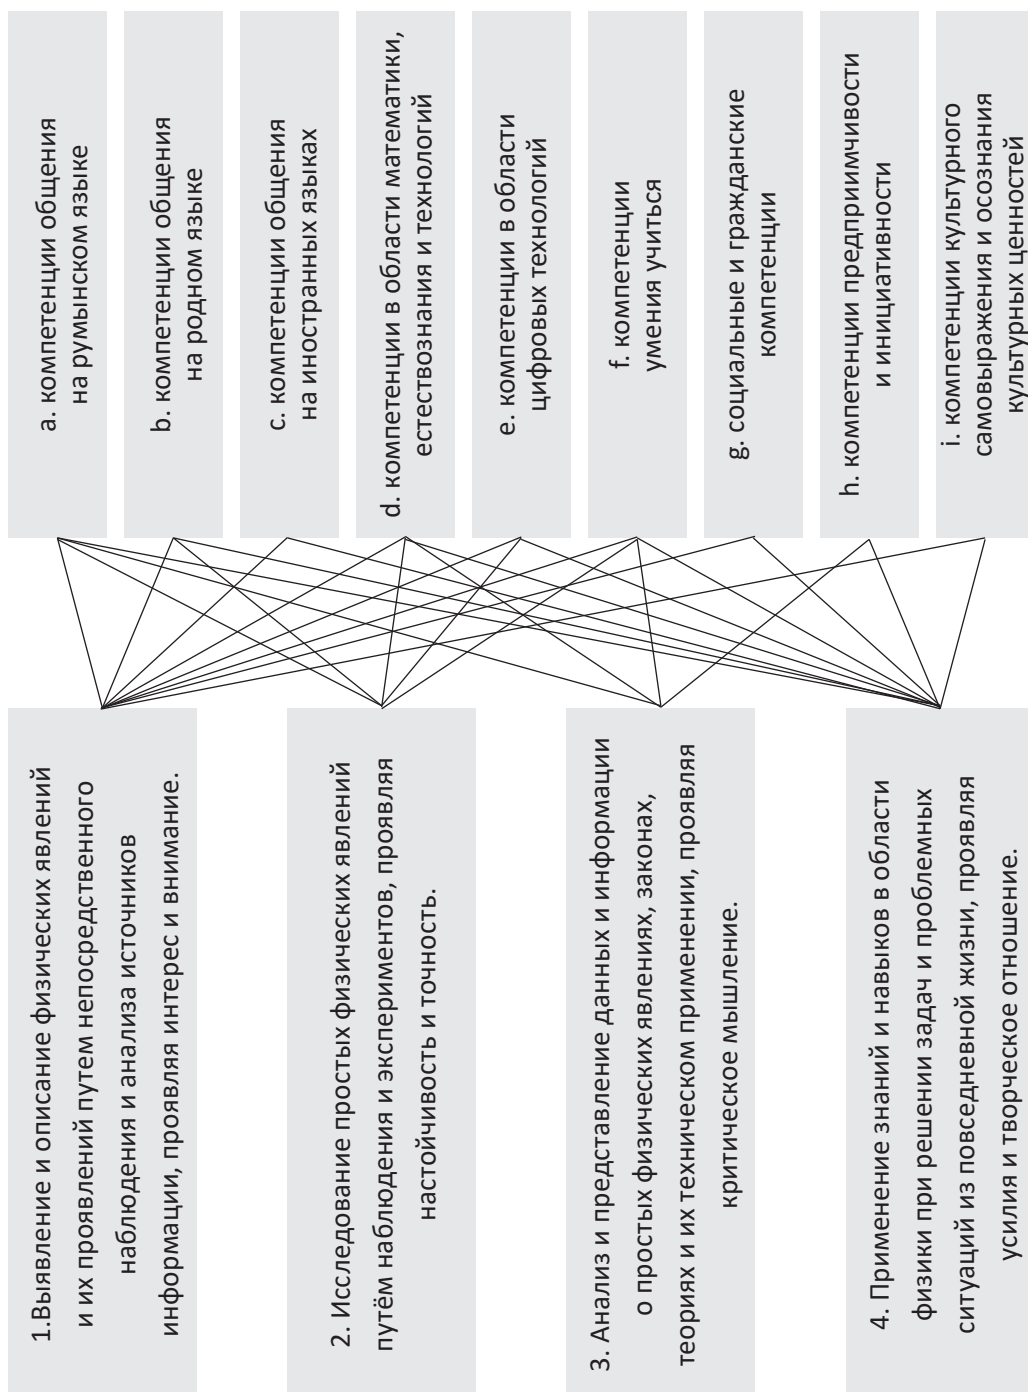 1.Выявление и описание физических явлений
и их проявлений путем непосредственного
наблюдения и анализа источников
информации, проявляя интерес и внимание.
2. Исследование простых физических явлений
путём наблюдения и экспериментов, проявляя
настойчивость и точность.
3. Анализ и представление данных и информации
о простых физических явлениях, законах,
теориях и их техническом применении, проявляя
критическое мышление.
4. Применение знаний и навыков в области
физики при решении задач и проблемных
ситуаций из повседневной жизни, проявляя
усилия и творческое отношение.
a. компетенции общения
на румынском языке
b. компетенции общения
на родном языке
c. компетенции общения
на иностранных языках
d. компетенции в области математики,
естествознания и технологий
e. компетенции в области
цифровых технологий
f. компетенции
умения учиться
g. социальные и гражданские
компетенции
h. компетенции предприимчивости
и инициативности
i. компетенции культурного
самовыражения и осознания
культурных ценностей